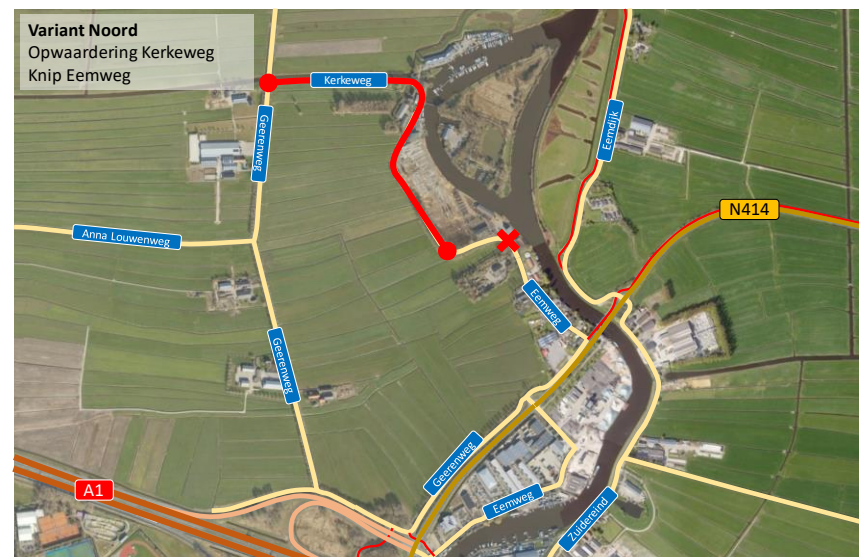 Variant Noord
Opwaardering Kerkeweg
Knip Eemweg
Kerkeweg
Geerenweg
Eemdijk
N414
Anna Louwenweg
Eemweg
Geerenweg
Geerenweg
A1
Eemweg
Zuidereind